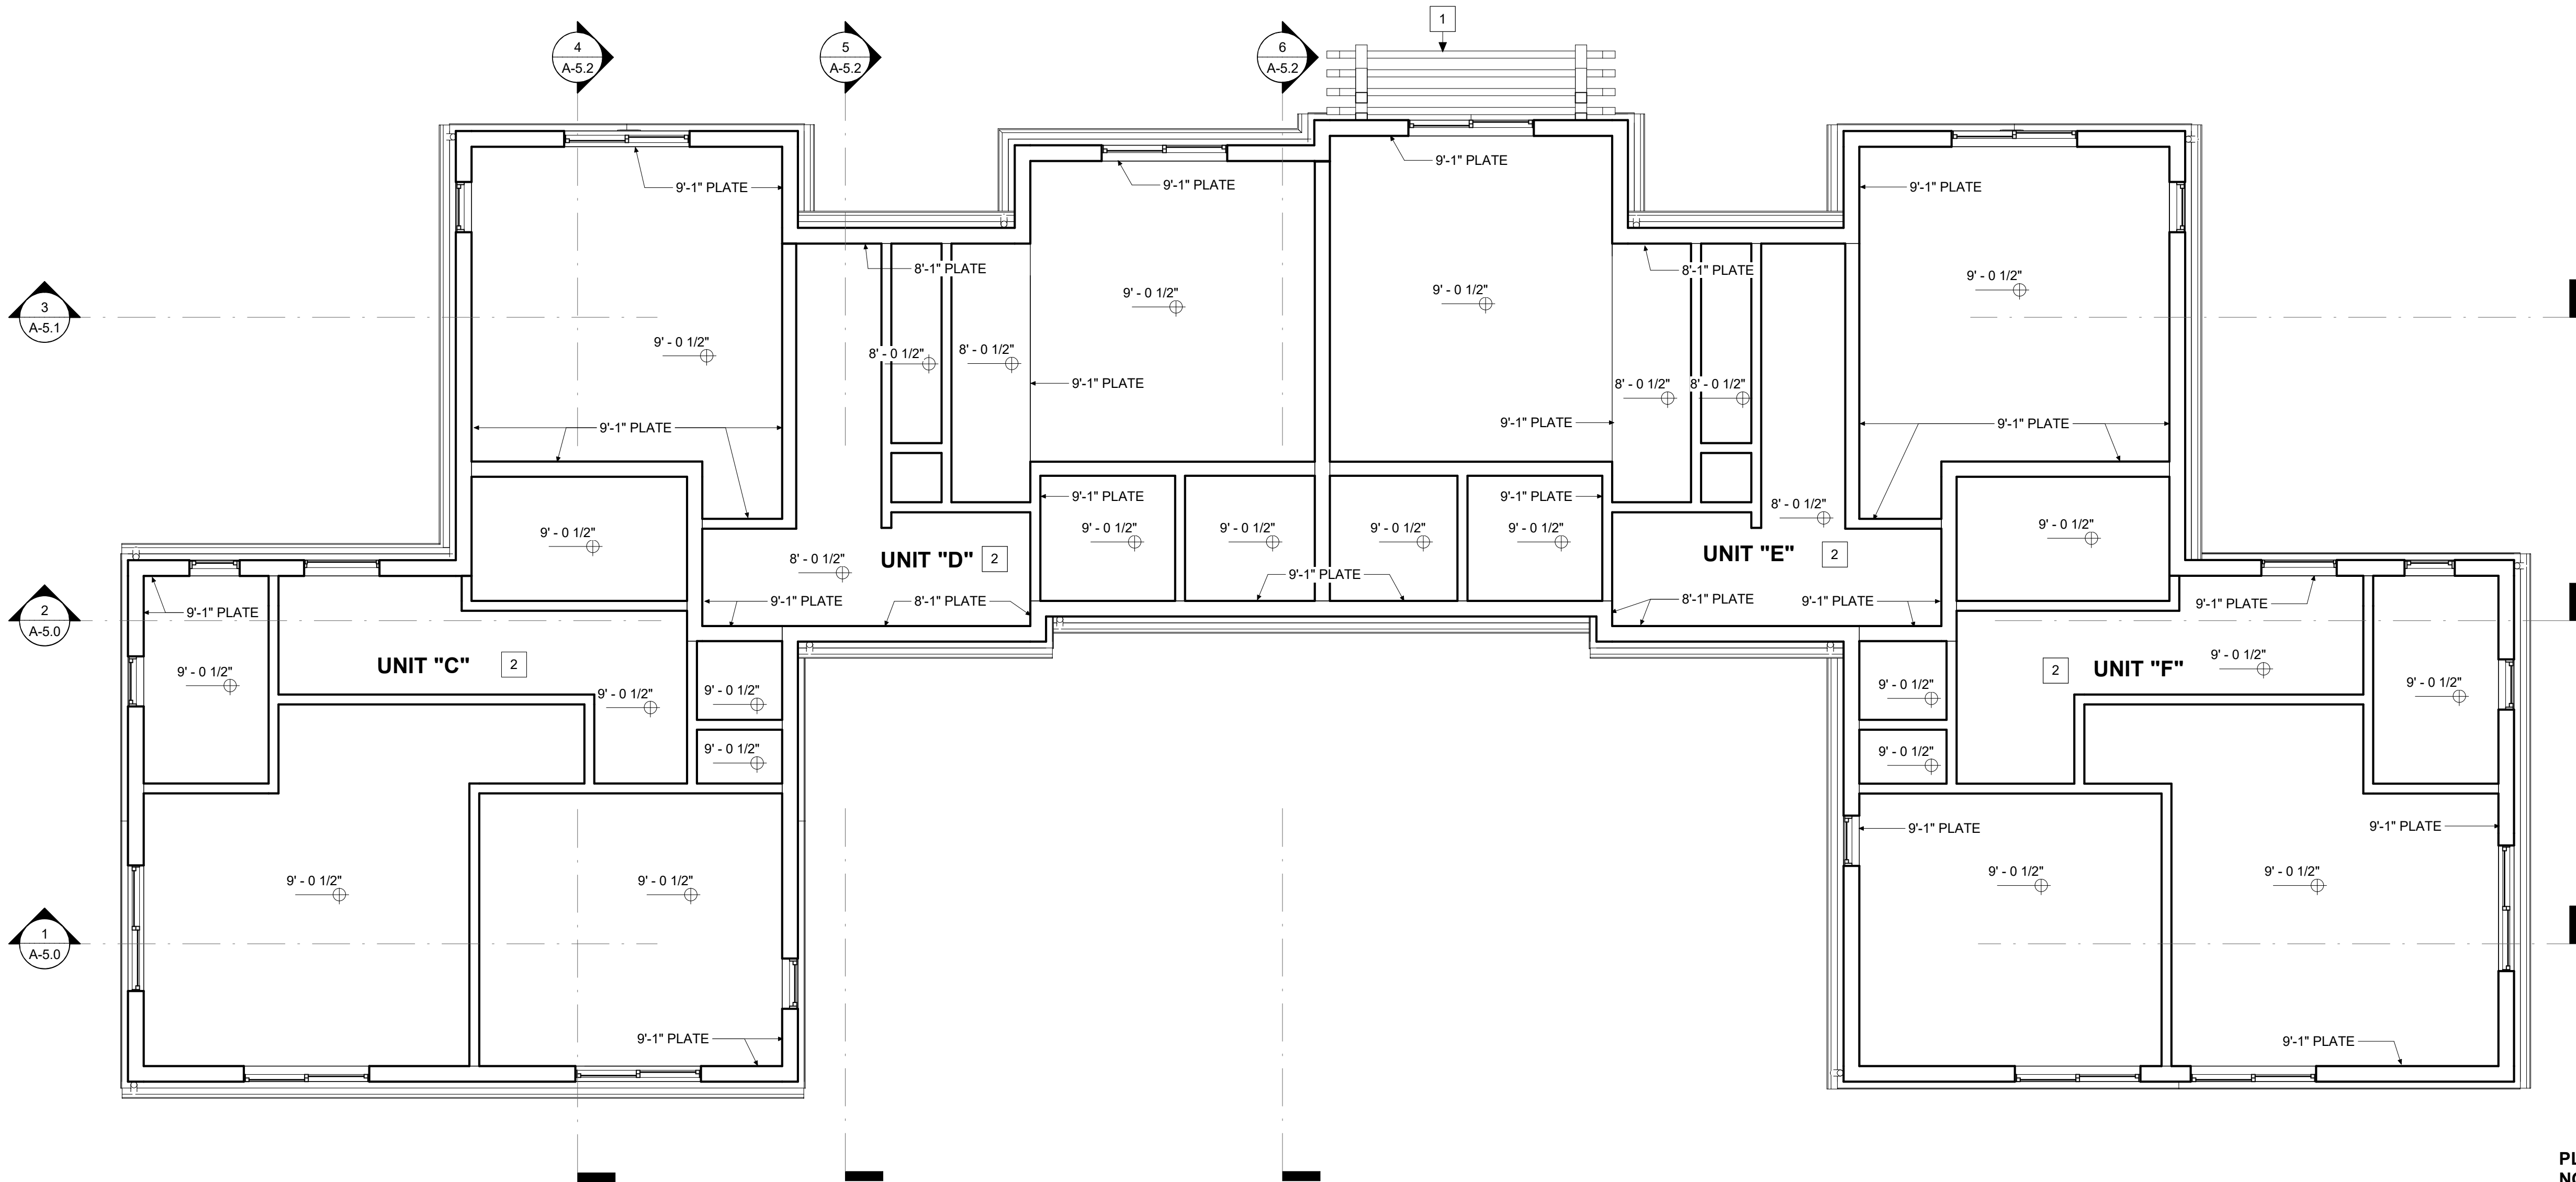 1
4
A-5.2
5
A-5.2
6
A-5.2
9'-1" PLATE
9'-1" PLATE
9'-1" PLATE
9'-1" PLATE
8'-1" PLATE
8'-1" PLATE
9' - 0 1/2"
9' - 0 1/2"
9' - 0 1/2"
3
A-5.1
9' - 0 1/2"
8' - 0 1/2"
8' - 0 1/2"
9'-1" PLATE
8' - 0 1/2"
8' - 0 1/2"
9'-1" PLATE
9'-1" PLATE
9'-1" PLATE
9'-1" PLATE
9'-1" PLATE
8' - 0 1/2"
9' - 0 1/2"
9' - 0 1/2"
9' - 0 1/2"
9' - 0 1/2"
9' - 0 1/2"
9' - 0 1/2"
8' - 0 1/2"
UNIT "D" 2
UNIT "E" 2
9'-1" PLATE
2
A-5.0
9'-1" PLATE
9'-1" PLATE
8'-1" PLATE
8'-1" PLATE
9'-1" PLATE
9'-1" PLATE
UNIT "C" 2
2 UNIT "F"
9' - 0 1/2"
9' - 0 1/2"
9' - 0 1/2"
9' - 0 1/2"
9' - 0 1/2"
9' - 0 1/2"
9' - 0 1/2"
9' - 0 1/2"
9' - 0 1/2"
9'-1" PLATE
9'-1" PLATE
9' - 0 1/2"
9' - 0 1/2"
9' - 0 1/2"
9' - 0 1/2"
1
A-5.0
9'-1" PLATE
9'-1" PLATE